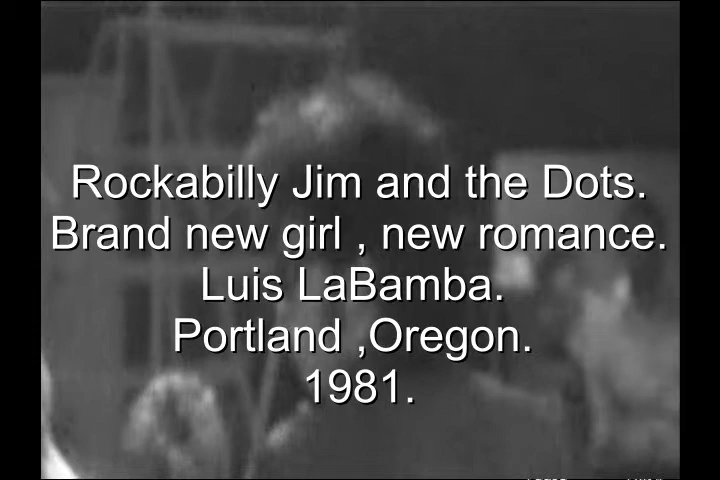 Rockabilly Jim and the Dots.
Brand new girl , new romance.
Luis LaBamba.
Portland ,Oregon.
1981.